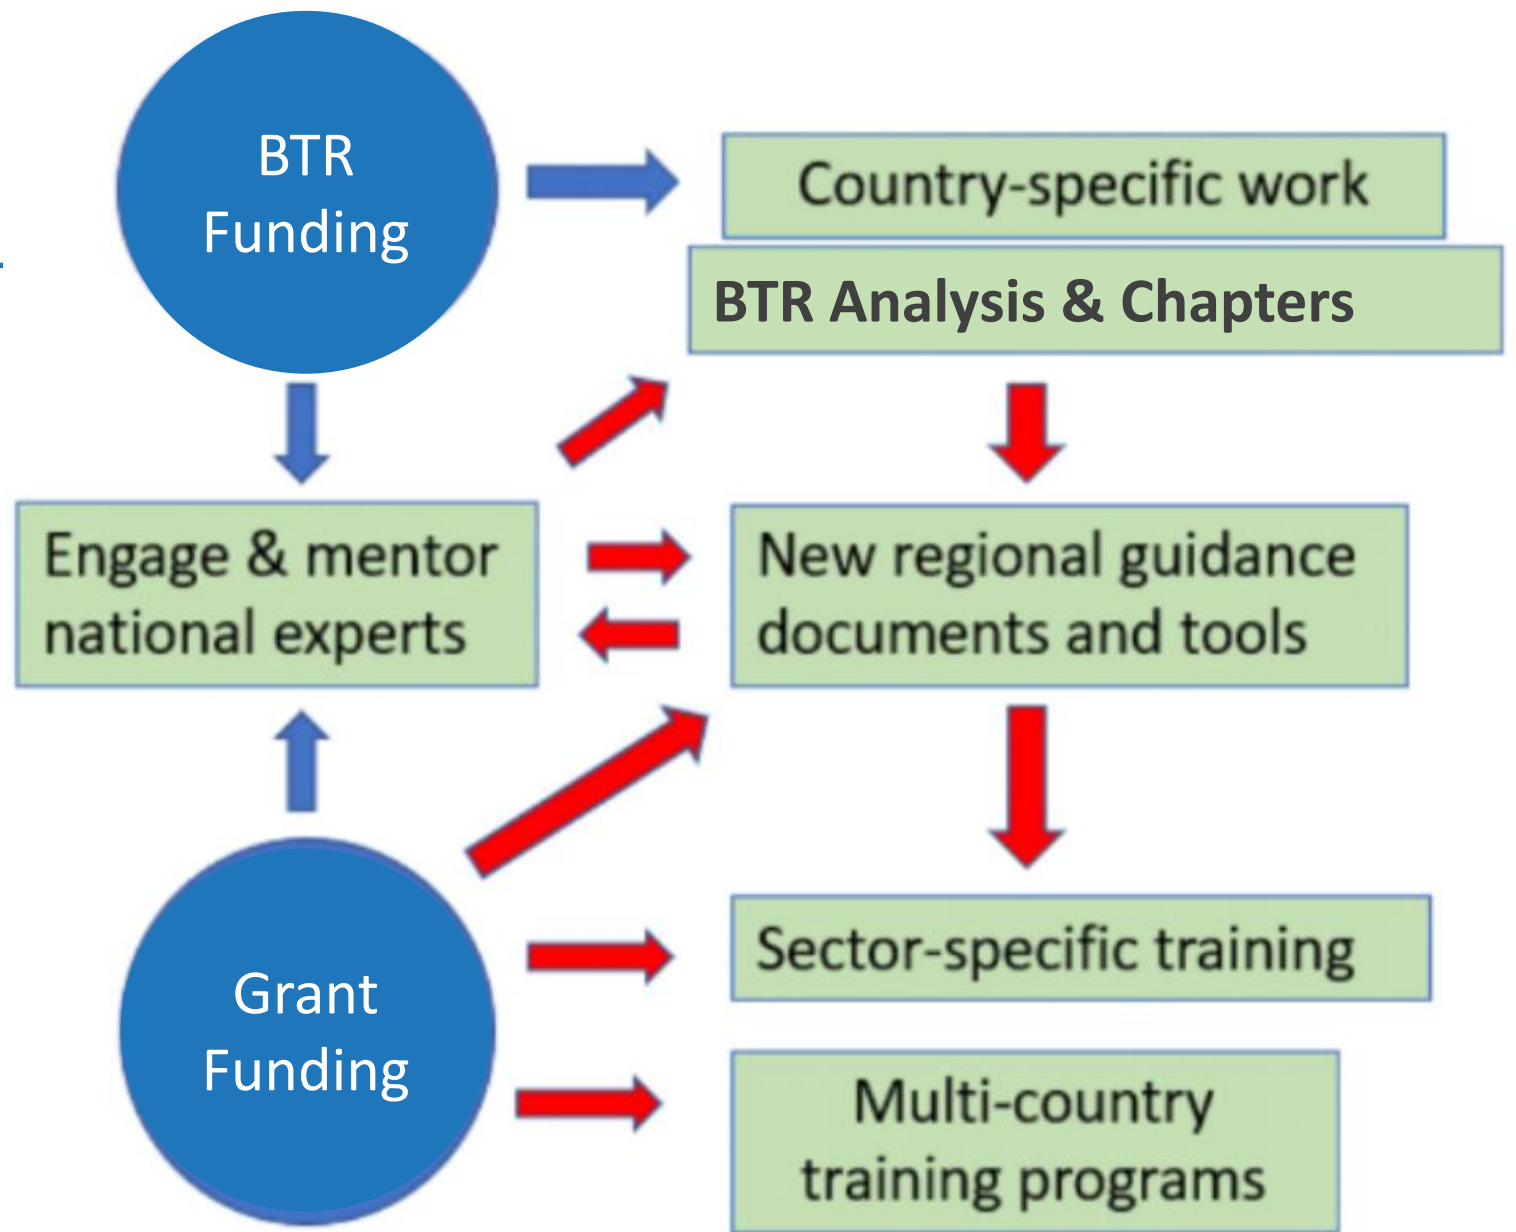 BTR
Funding
Country-specific work
BTR Analysis & Chapters
Engage & mentor
national experts
New regional guidance
documents and tools
Grant
Funding
Sector-specific training
Multi-country
training programs